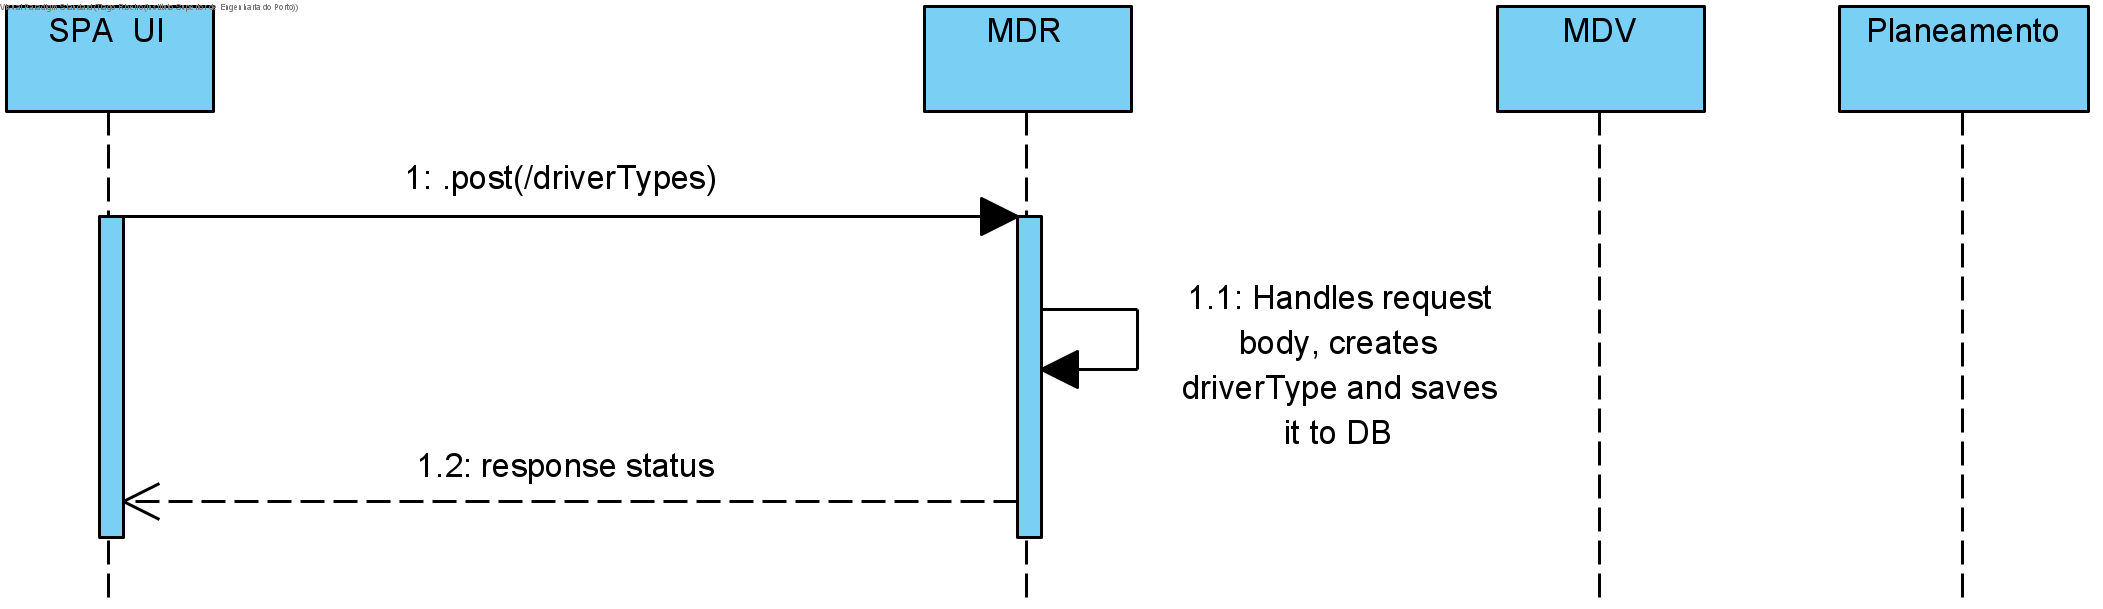 Engenharia do Porto))
SPA UI
MDR
MDV
Planeamento
1: .post(/driverTypes)
1.1: Handles request
body, creates
driverType and saves
it to DB
1.2: response status